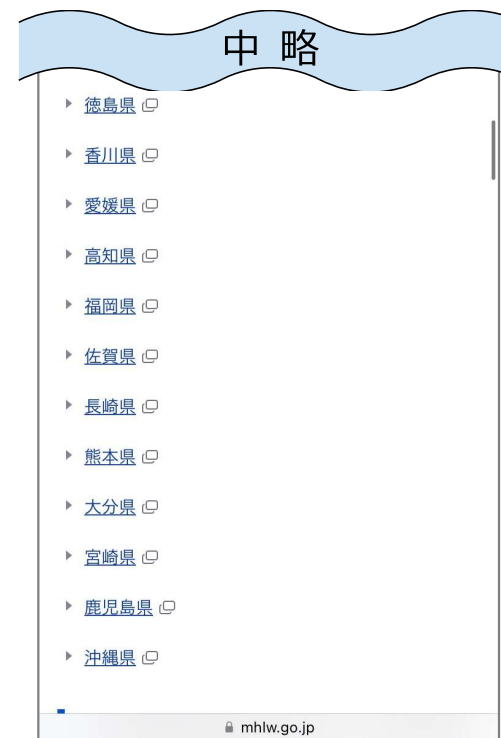 中略
徳島県
香川県
愛媛県
高知県
福岡県
佐賀県
長崎県
熊本県
大分県
宮崎県
鹿児島県
沖縄県
mhlw.go.jp